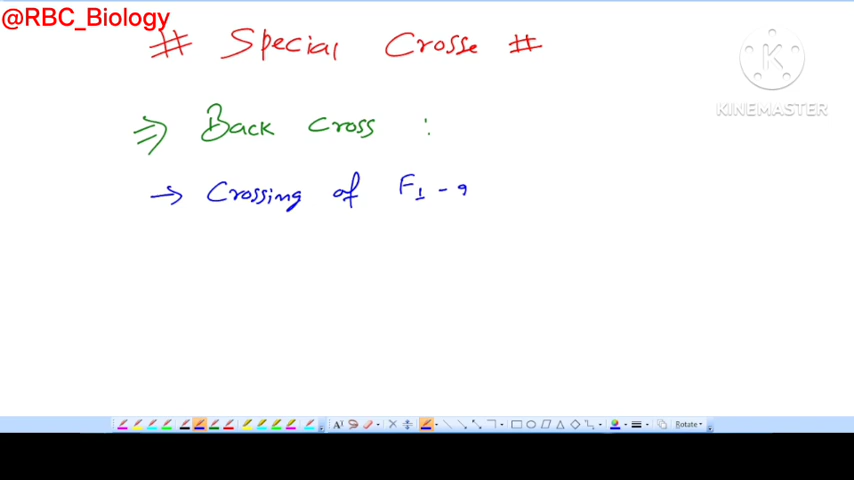 @RBC_Biology
# Special Crosse #
KINEMASTER
⇒ Back Cross :
→ Crossing of F1 -
Rotate